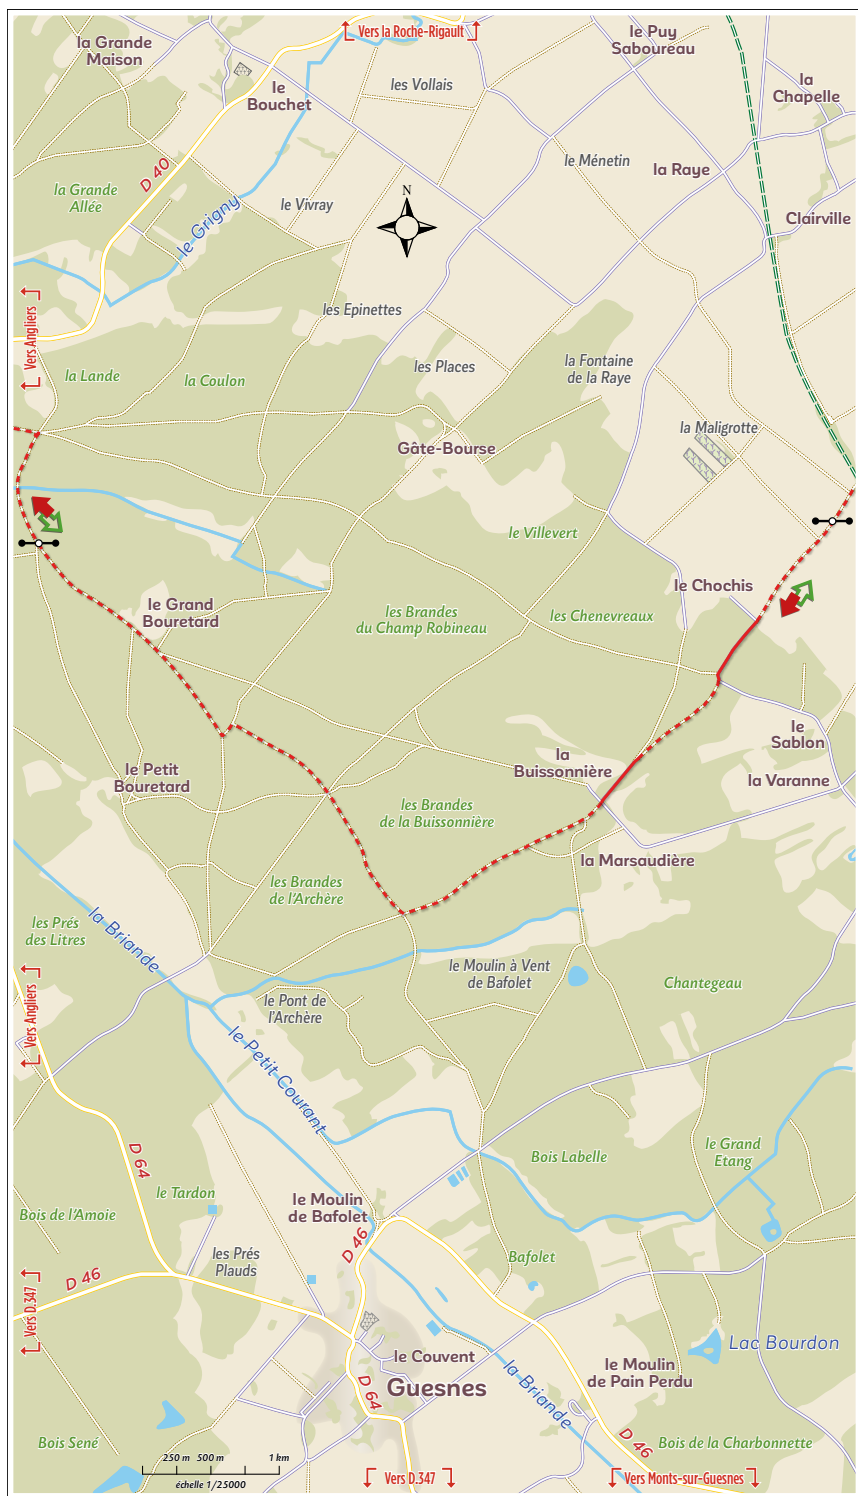 Vers la Roche-Rigault
la Grande
Maison
le Puy
Saboureau
le
Bouchet
les Vollais
la
Chapelle
D 40
le Ménetin
la Raye
la Grande
Allée
le Vivray
N
le Grigny
Clairville
Vers Angliers
les Epinettes
la Lande
la Coulon
les Places
la Fontaine
de la Raye
la Maligrotte
Gâte-Bourse
le Villevert
le Chochis
le Grand
Bouretard
les Brandes
du Champ Robineau
les Chenevreaux
le
Sablon
la
Buissonnière
le Petit
Bouretard
la Varanne
les Brandes
de la Buissonnière
la Marsaudière
les Brandes
de l'Archère
les Prés
des Litres
la Briande
le Moulin à Vent
de Bafolet
Chantegeau
Vers Angliers
le Pont de
l'Archère
le Petit Courant
D 64
Bois Labelle
le Grand
Etang
le Tardon
Bois de l'Amoie
le Moulin
de Bafolet
D 46
les Prés
Plauds
Bafolet
D 46
Vers D.347
Lac Bourdon
le Couvent
Guesnes
D 64
la Briande
le Moulin
de Pain Perdu
Bois Sené
D 46
Bois de la Charbonnette
250 m 500 m 1 km
échelle 1/25000
Vers D.347
Vers Monts-sur-Guesnes